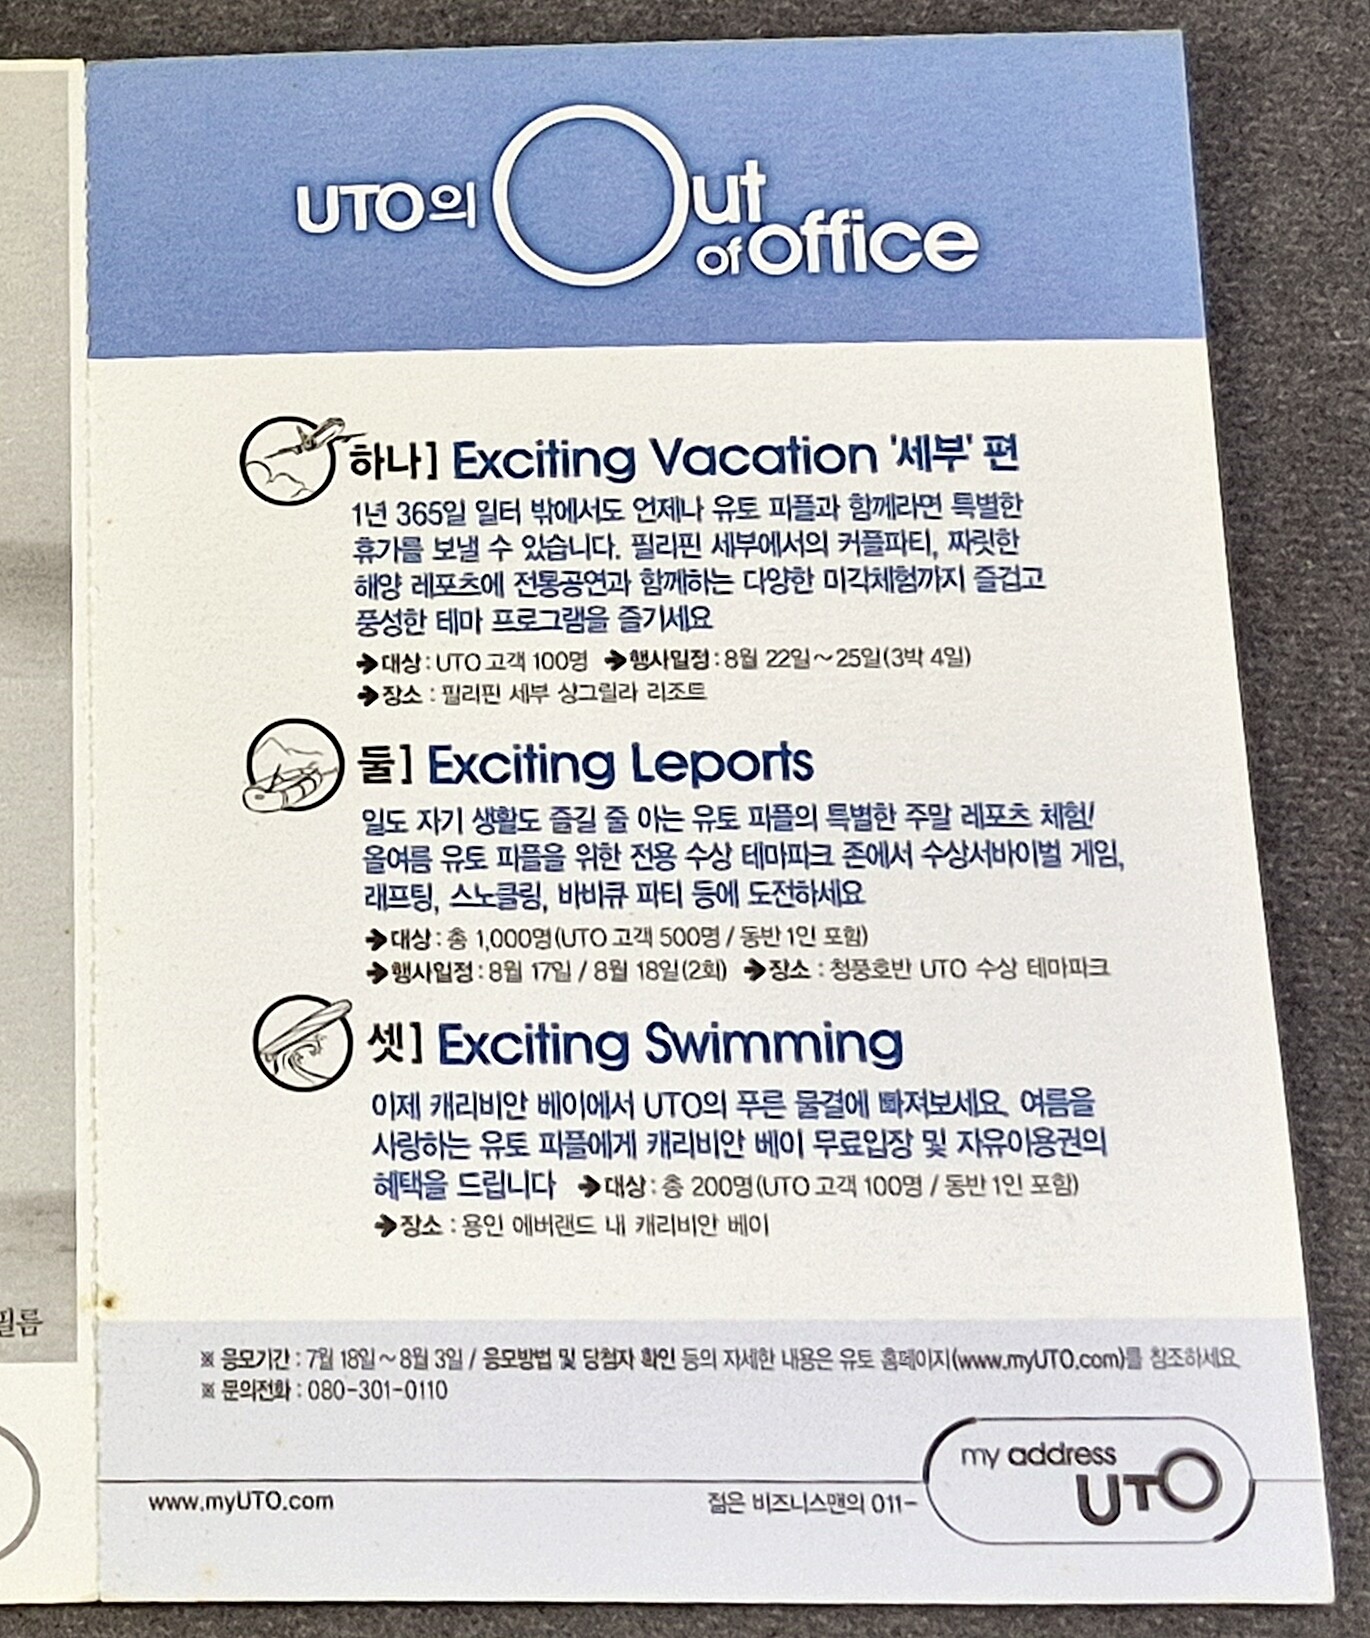 UTO의 Out of office
하나] Exciting Vacation '세부' 편
1년 365일 일터 밖에서도 언제나 유토 피플과 함께라면 특별한
휴가를 보낼 수 있습니다. 필리핀 세부에서의 커플파티, 짜릿한
해양 레포츠에 전통공연과 함께하는 다양한 미각체험까지 즐겁고
풍성한 테마 프로그램을 즐기세요
➔대상 : UTO 고객 100명 ➔행사일정 : 8월 22일~25일(3박 4일)
➔장소 : 필리핀 세부 샹그릴라 리조트
둘] Exciting Leports
일도 자기 생활도 즐길 줄 아는 유토 피플의 특별한 주말 레포츠 체험!
올여름 유토 피플을 위한 전용 수상 테마파크 존에서 수상서바이벌 게임,
래프팅, 스노클링, 바비큐 파티 등에 도전하세요
➔대상 : 총 1,000명(UTO 고객 500명 / 동반 1인 포함)
➔행사일정 : 8월 17일 / 8월 18일(2회) ➔장소 : 청풍호반 UTO 수상 테마파크
셋] Exciting Swimming
이제 캐리비안 베이에서 UTO의 푸른 물결에 빠져보세요. 여름을
사랑하는 유토 피플에게 캐리비안 베이 무료입장 및 자유이용권의
혜택을 드립니다 ➔대상 : 총 200명(UTO 고객 100명 / 동반 1인 포함)
➔장소 : 용인 에버랜드 내 캐리비안 베이
필름
※ 응모기간 : 7월 18일~8월 3일 / 응모방법 및 당첨자 확인 등의 자세한 내용은 유토 홈페이지(www.myUTO.com)를 참조하세요.
※ 문의전화 : 080-301-0110
my address
UTO
www.myUTO.com
젊은 비즈니스맨의 011-